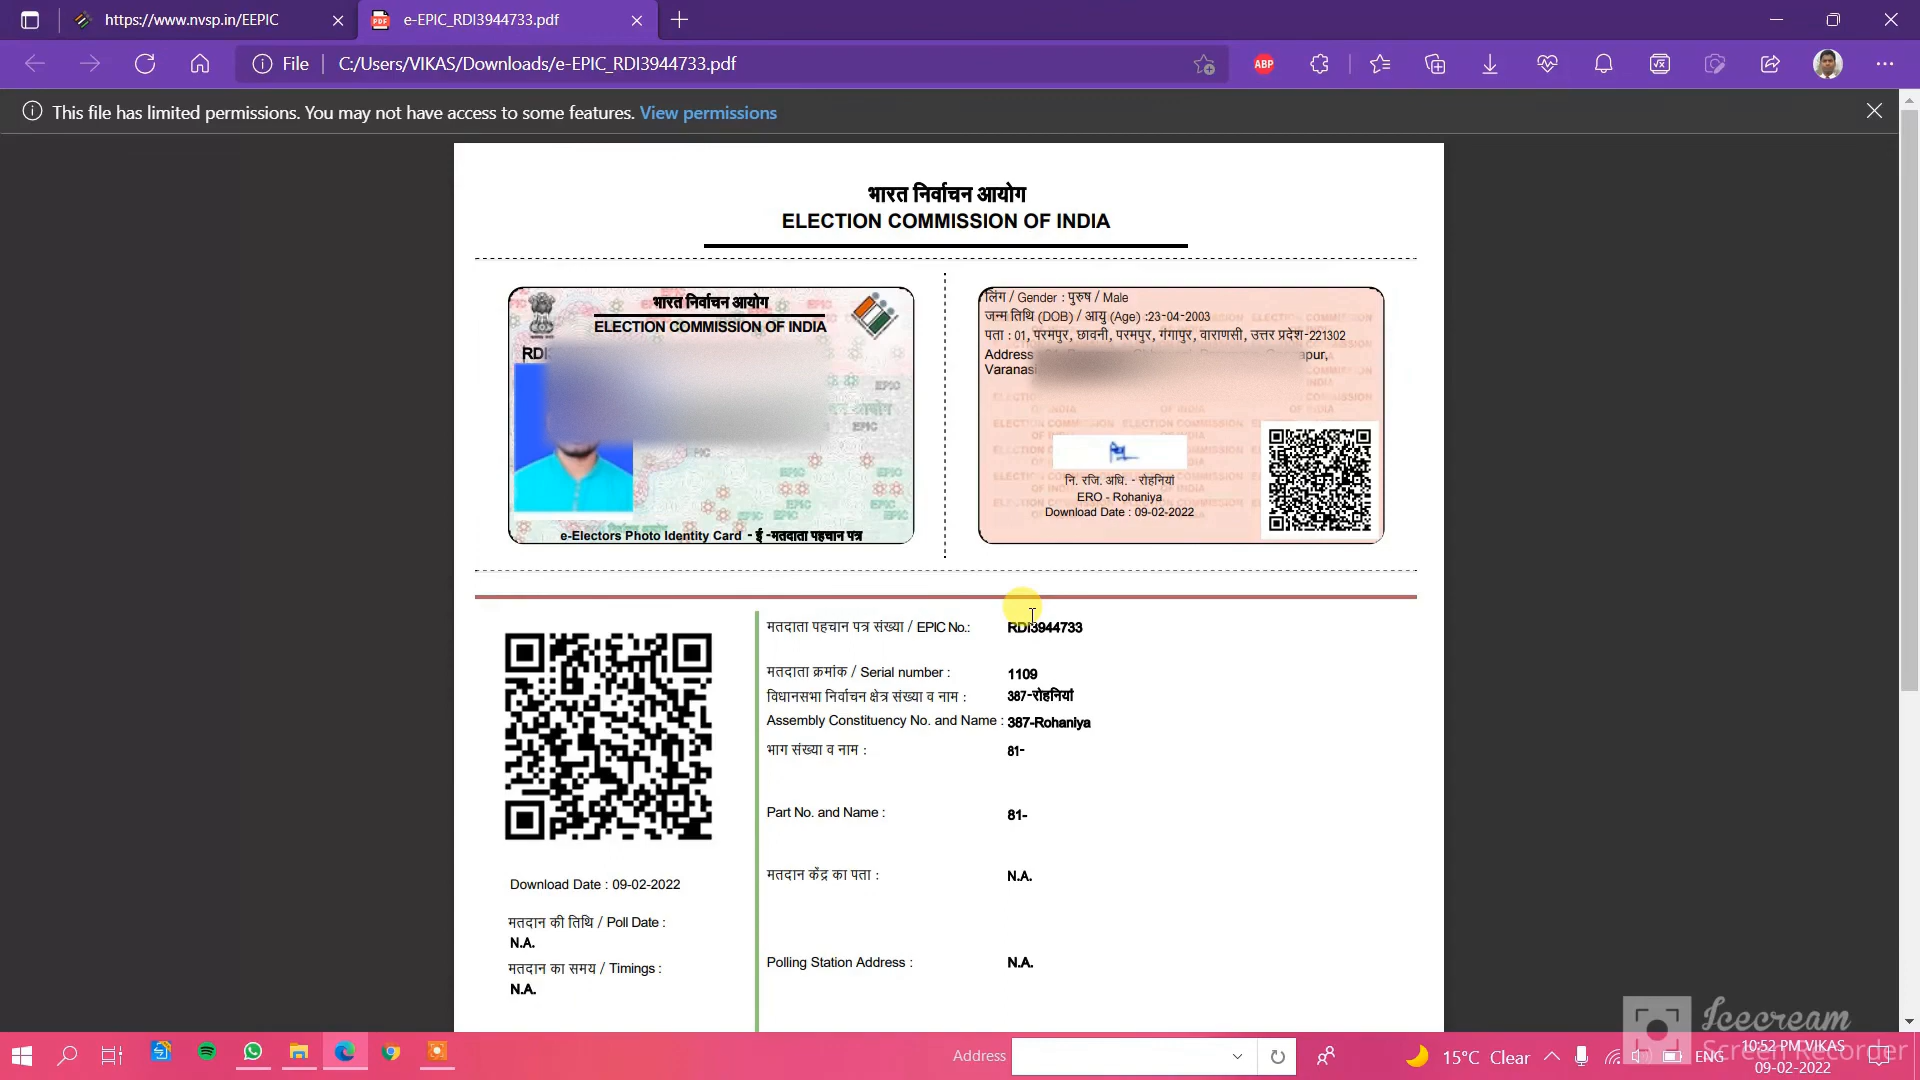 https://www.nvsp.in/EEPIC
e-EPIC_RDI3944733.pdf
File
C:/Users/VIKAS/Downloads/e-EPIC_RDI3944733.pdf
ABP
This file has limited permissions. You may not have access to some features. View permissions
भारत निर्वाचन आयोग
ELECTION COMMISSION OF INDIA
भारत निर्वाचन आयोग
ELECTION COMMISSION OF INDIA
RDI
e-Electors Photo Identity Card - ई -मतदाता पहचान पत्र
लिंग / Gender : पुरुष / Male
जन्म तिथि (DOB) / आयु (Age) :23-04-2003
पता : 01, परमपुर, छावनी, परमपुर, गंगापुर, वाराणसी, उत्तर प्रदेश-221302
Address
apur,
Varanasi
नि. रजि. अधि. - रोहनियां
ERO - Rohaniya
Download Date : 09-02-2022
मतदाता पहचान पत्र संख्या / EPIC No.: RDI3944733
मतदाता क्रमांक / Serial number : 1109
विधानसभा निर्वाचन क्षेत्र संख्या व नाम : 387-रोहनियां
Assembly Constituency No. and Name : 387-Rohaniya
भाग संख्या व नाम : 81-
Part No. and Name : 81-
मतदान केंद्र का पता : N.A.
Polling Station Address : N.A.
Download Date : 09-02-2022
मतदान की तिथि / Poll Date :
N.A.
मतदान का समय / Timings :
N.A.
Icecream
Screen Recorder
Address
15°C Clear
ENG
10:52 PM VIKAS
09-02-2022